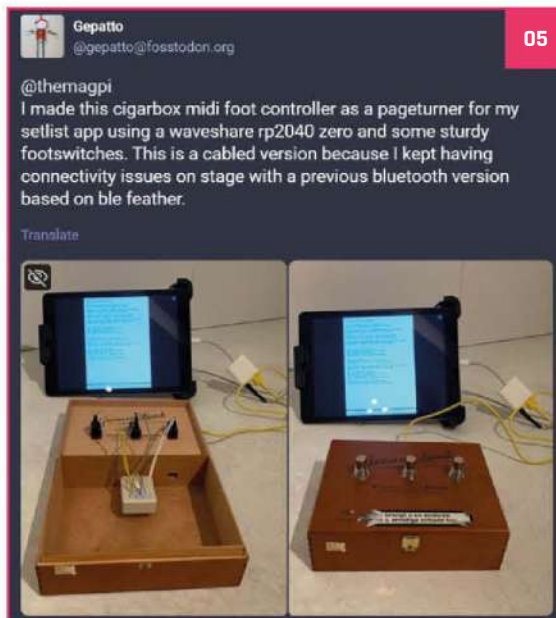 Gepatto
@gepatto@fosstodon.org
05
@themagpi
I made this cigarbox midi foot controller as a pageturner for my
setlist app using a waveshare rp2040 zero and some sturdy
footswitches. This is a cabled version because I kept having
connectivity issues on stage with a previous bluetooth version
based on ble feather.
Translate